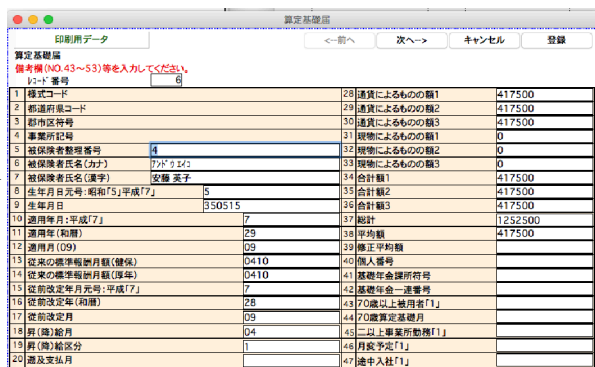 算定基礎届
印刷用データ
<--前へ 次へ--> キャンセル 登録
算定基礎届
備考欄(NO.43〜53)等を入力してください。
レコード番号 6
1 様式コード
2 都道府県コード
3 郡市区符号
4 事業所記号
5 被保険者整理番号 4
6 被保険者氏名(カナ) アンドウ エイコ
7 被保険者氏名(漢字) 安藤 英子
8 生年月日元号:昭和「5」平成「7」 5
9 生年月日 350515
10 適用年月:平成「7」 7
11 適用年(和暦) 29
12 適用月(09) 09
13 従来の標準報酬月額(健保) 0410
14 従来の標準報酬月額(厚年) 0410
15 従前改定年月元号:平成「7」 7
16 従前改定年(和暦) 28
17 従前改定月 09
18 昇(降)給月 04
19 昇(降)給区分 1
20 遡及支払月
28 通貨によるものの額1 417500
29 通貨によるものの額2 417500
30 通貨によるものの額3 417500
31 現物によるものの額1 0
32 現物によるものの額2 0
33 現物によるものの額3 0
34 合計額1 417500
35 合計額2 417500
36 合計額3 417500
37 総計 1252500
38 平均額 417500
39 修正平均額
40 個人番号
41 基礎年金課所符号
42 基礎年金一連番号
43 70歳以上被用者「1」
44 70歳算定基礎月
45 二以上事業所勤務「1」
46 月変予定「1」
47 途中入社「1」